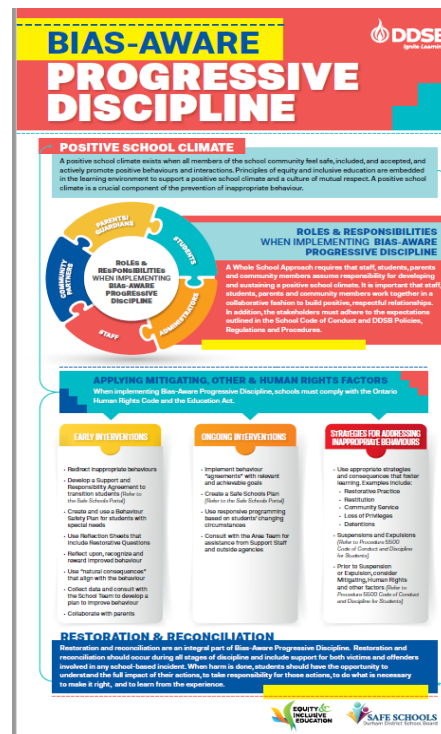 BIAS-AWARE
DDSB
Ignite Learning
PROGRESSIVE
DISCIPLINE
POSITIVE SCHOOL CLIMATE
A positive school climate exists when all members of the school community feel safe, included, and accepted, and
actively promote positive behaviours and interactions. Principles of equity and inclusive education are embedded
in the learning environment to support a positive school climate and a culture of mutual respect. A positive school
climate is a crucial component of the prevention of inappropriate behaviour.
PARENTS/
GUARDIANS
STUDENTS
ADMINISTRATORS
STAFF
COMMUNITY
PARTNERS
ROLES &
RESPONSIBILITIES
WHEN IMPLEMENTING
BIAS-AWARE
PROGRESSIVE
DISCIPLINE
ROLES & RESPONSIBILITIES
WHEN IMPLEMENTING BIAS-AWARE
PROGRESSIVE DISCIPLINE
A Whole School Approach requires that staff, students, parents
and community members assume responsibility for developing
and sustaining a positive school climate. It is important that staff,
students, parents and community members work together in a
collaborative fashion to build positive, respectful relationships.
In addition, the stakeholders must adhere to the expectations
outlined in the School Code of Conduct and DDSB Policies,
Regulations and Procedures.
APPLYING MITIGATING, OTHER & HUMAN RIGHTS FACTORS
When implementing Bias-Aware Progressive Discipline, schools must comply with the Ontario
Human Rights Code and the Education Act.
EARLY INTERVENTIONS
• Redirect inappropriate behaviours
• Develop a Support and
Responsibility Agreement to
transition students (Refer to
the Safe Schools Portal)
• Create and use a Behaviour
Safety Plan for students with
special needs
• Use Reflection Sheets that
include Restorative Questions
• Reflect upon, recognize and
reward improved behaviour
• Use "natural consequences"
that align with the behaviour
• Collect data and consult with
the School Team to develop a
plan to improve behaviour
• Collaborate with parents
ONGOING INTERVENTIONS
• Implement behaviour
"agreements" with relevant
and achievable goals
• Create a Safe Schools Plan
(Refer to the Safe Schools Portal)
• Use responsive programming
based on students' changing
circumstances
• Consult with the Area Team for
assistance from Support Staff
and outside agencies
STRATEGIES FOR ADDRESSING
INAPPROPRIATE BEHAVIOURS
• Use appropriate strategies
and consequences that foster
learning. Examples include:
• Restorative Practice
• Restitution
• Community Service
• Loss of Privileges
• Detentions
• Suspensions and Expulsions
(Refer to Procedure 5500
Code of Conduct and Discipline
for Students)
• Prior to Suspension
or Expulsion, consider
Mitigating, Human Rights
and other factors (Refer to
Procedure 5500 Code of Conduct
and Discipline for Students)
RESTORATION & RECONCILIATION
Restoration and reconciliation are an integral part of Bias-Aware Progressive Discipline. Restoration and
reconciliation should occur during all stages of discipline and include support for both victims and offenders
involved in any school-based incident. When harm is done, students should have the opportunity to
understand the full impact of their actions, to take responsibility for those actions, to do what is necessary
to make it right, and to learn from the experience.
EQUITY &
INCLUSIVE
EDUCATION
SAFE SCHOOLS
Durham District School Board